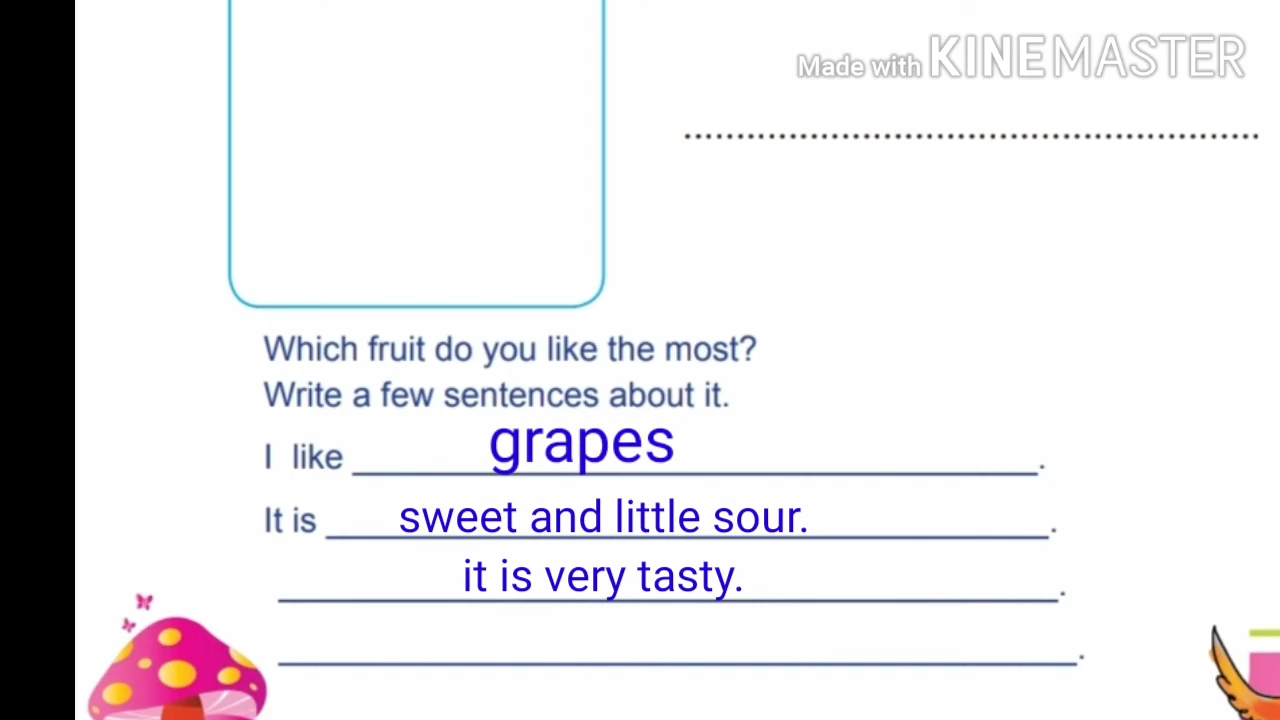 Made with KINEMASTER
Which fruit do you like the most?
Write a few sentences about it.
I like grapes.
It is sweet and little sour..
it is very tasty..
.